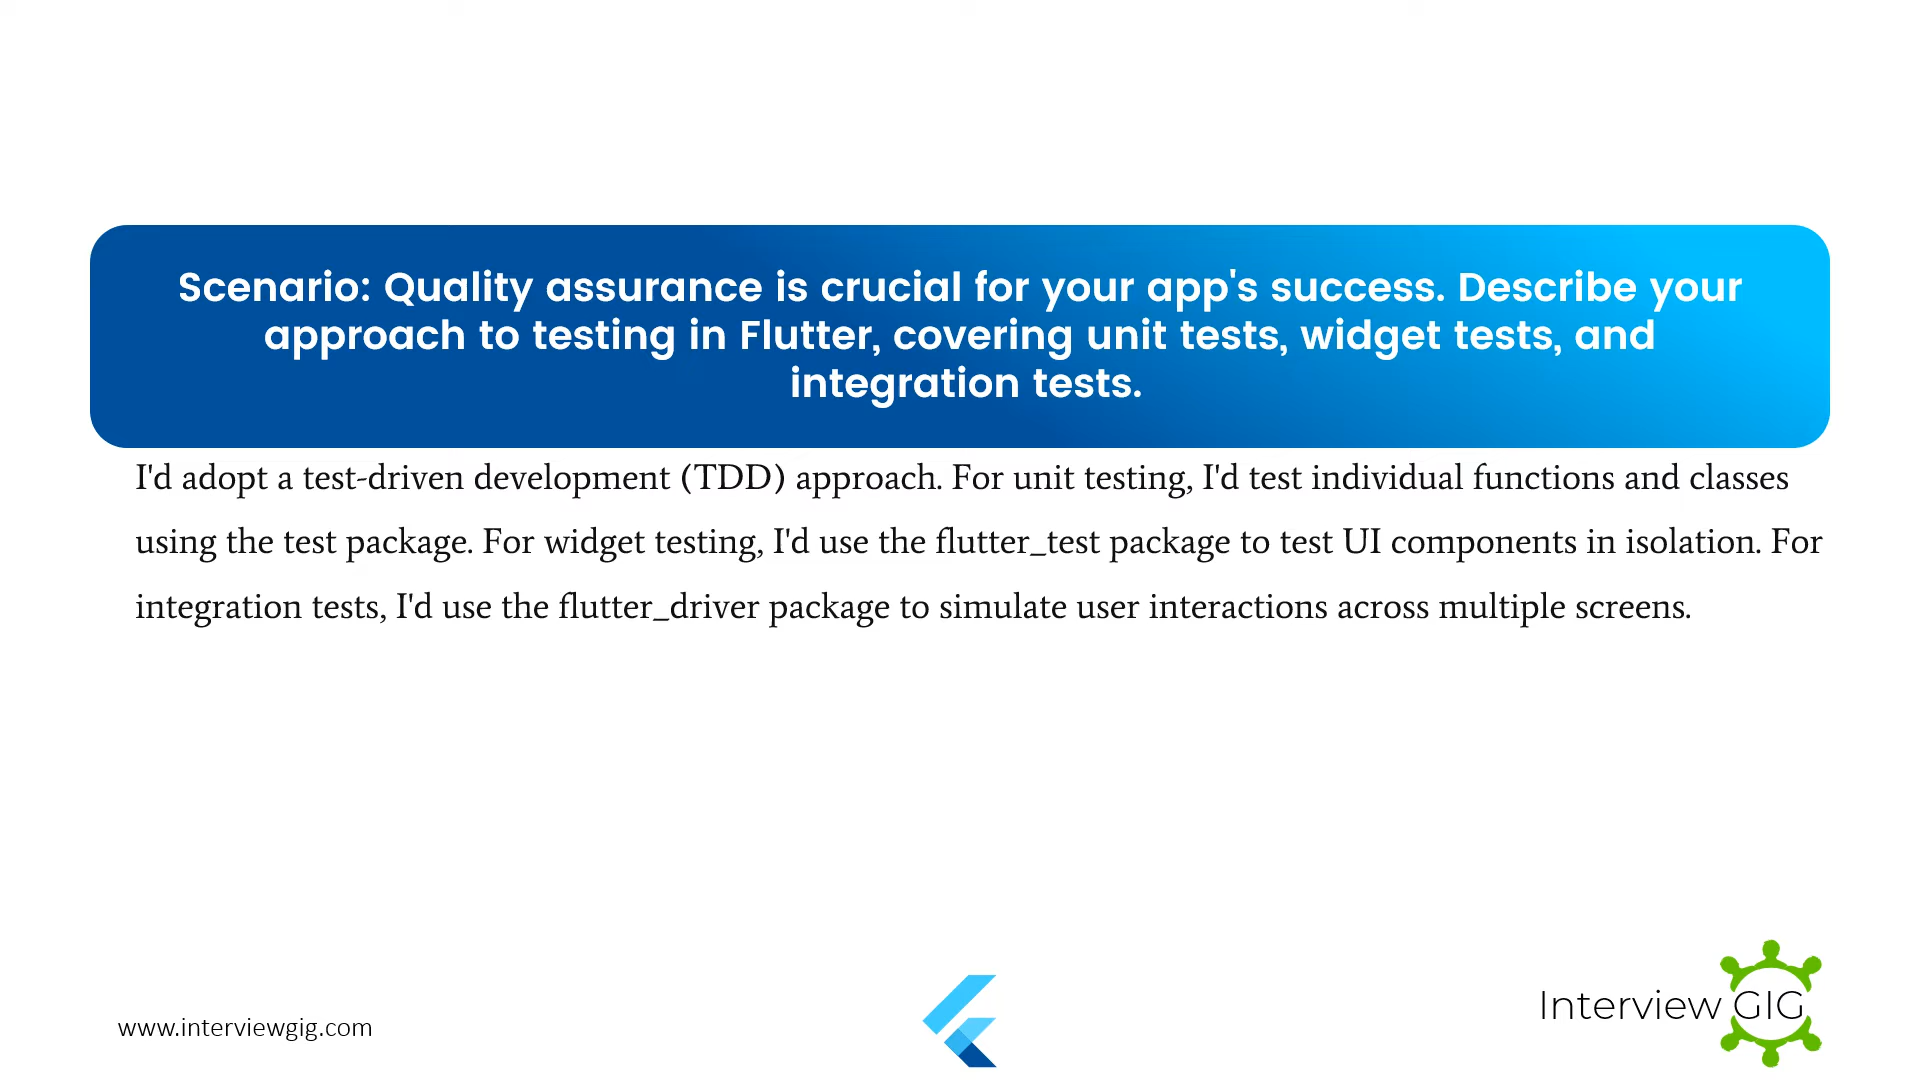 Scenario: Quality assurance is crucial for your app's success. Describe your
approach to testing in Flutter, covering unit tests, widget tests, and
integration tests.
I'd adopt a test-driven development (TDD) approach. For unit testing, I'd test individual functions and classes
using the test package. For widget testing, I'd use the flutter_test package to test UI components in isolation. For
integration tests, I'd use the flutter_driver package to simulate user interactions across multiple screens.
www.interviewgig.com
Interview GIG